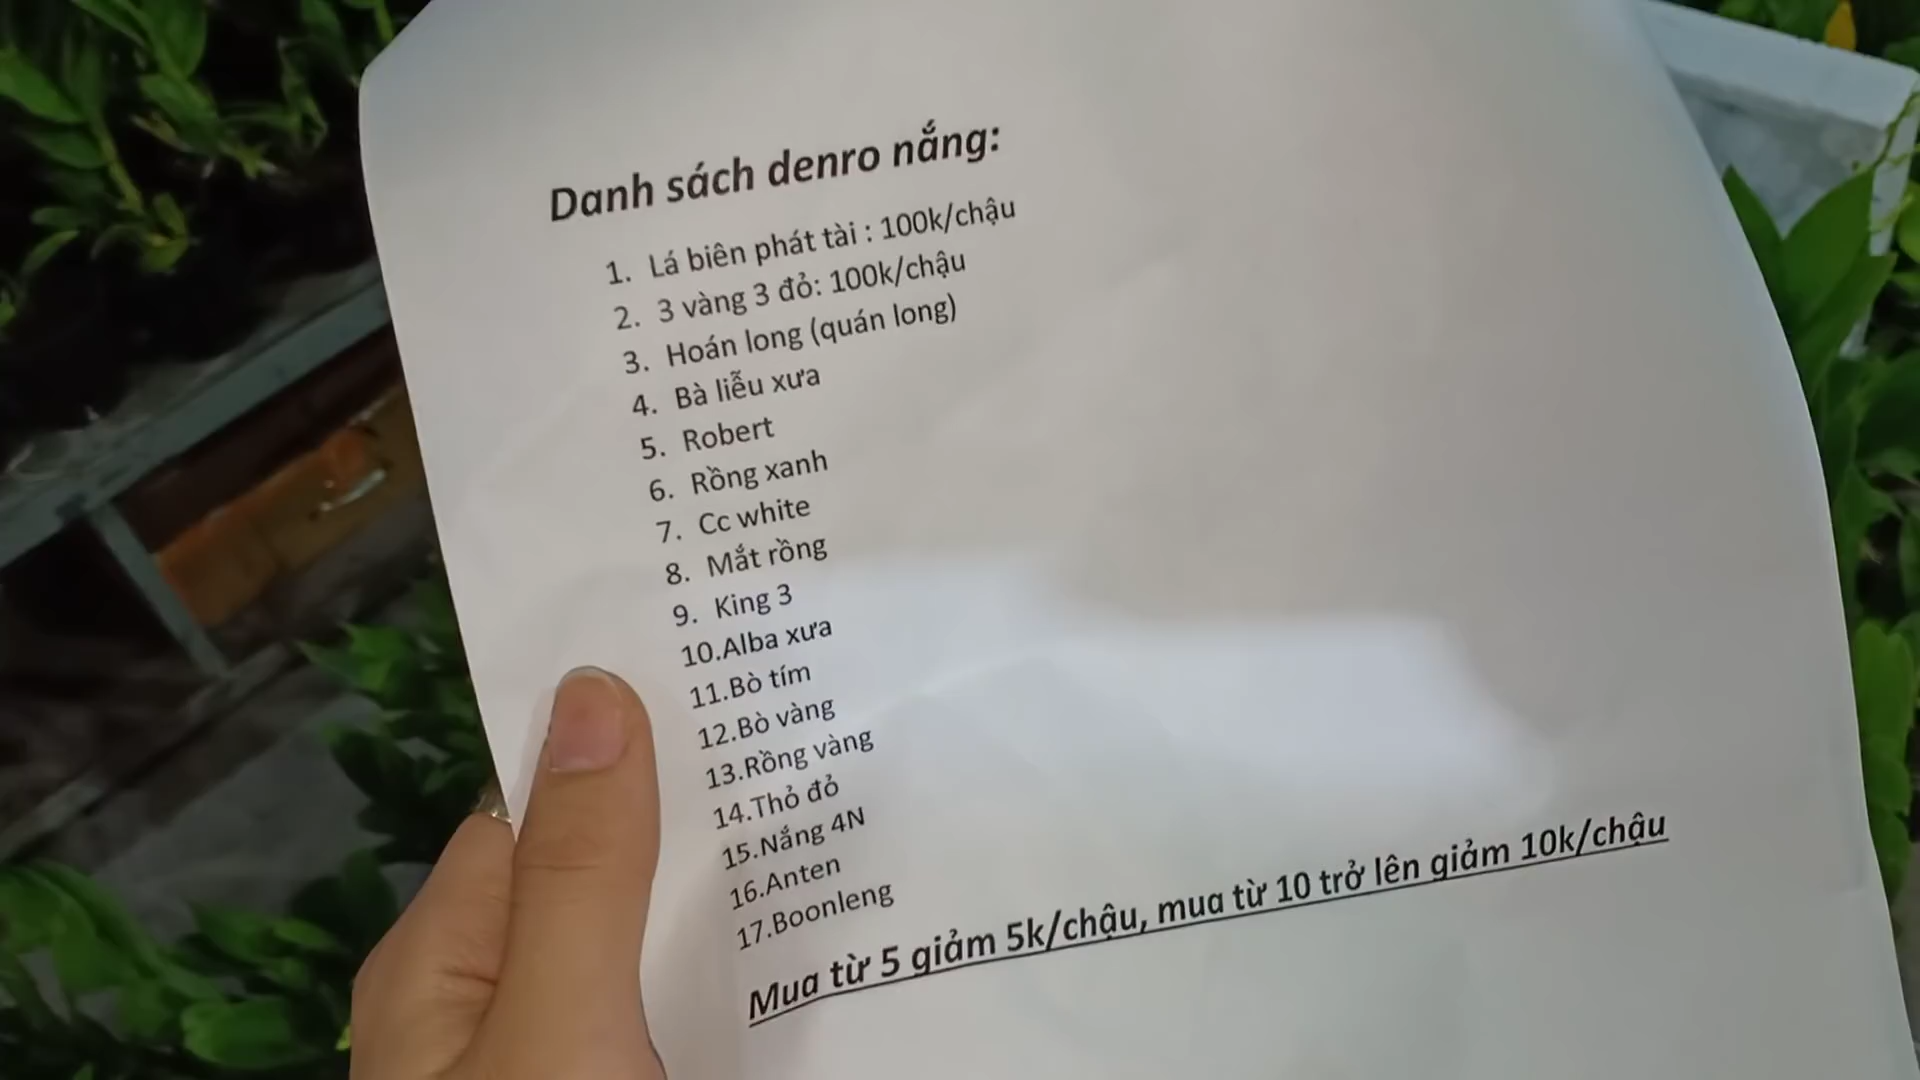 Danh sách denro nắng:
1. Lá biên phát tài : 100k/chậu
2. 3 vàng 3 đỏ: 100k/chậu
3. Hoán long (quán long)
4. Bà liễu xưa
5. Robert
6. Rồng xanh
7. Cc white
8. Mắt rồng
9. King 3
10.Alba xưa
11.Bò tím
12.Bò vàng
13.Rồng vàng
14.Thỏ đỏ
15.Nắng 4N
16.Anten
17.Boonleng
Mua từ 5 giảm 5k/chậu, mua từ 10 trở lên giảm 10k/chậu